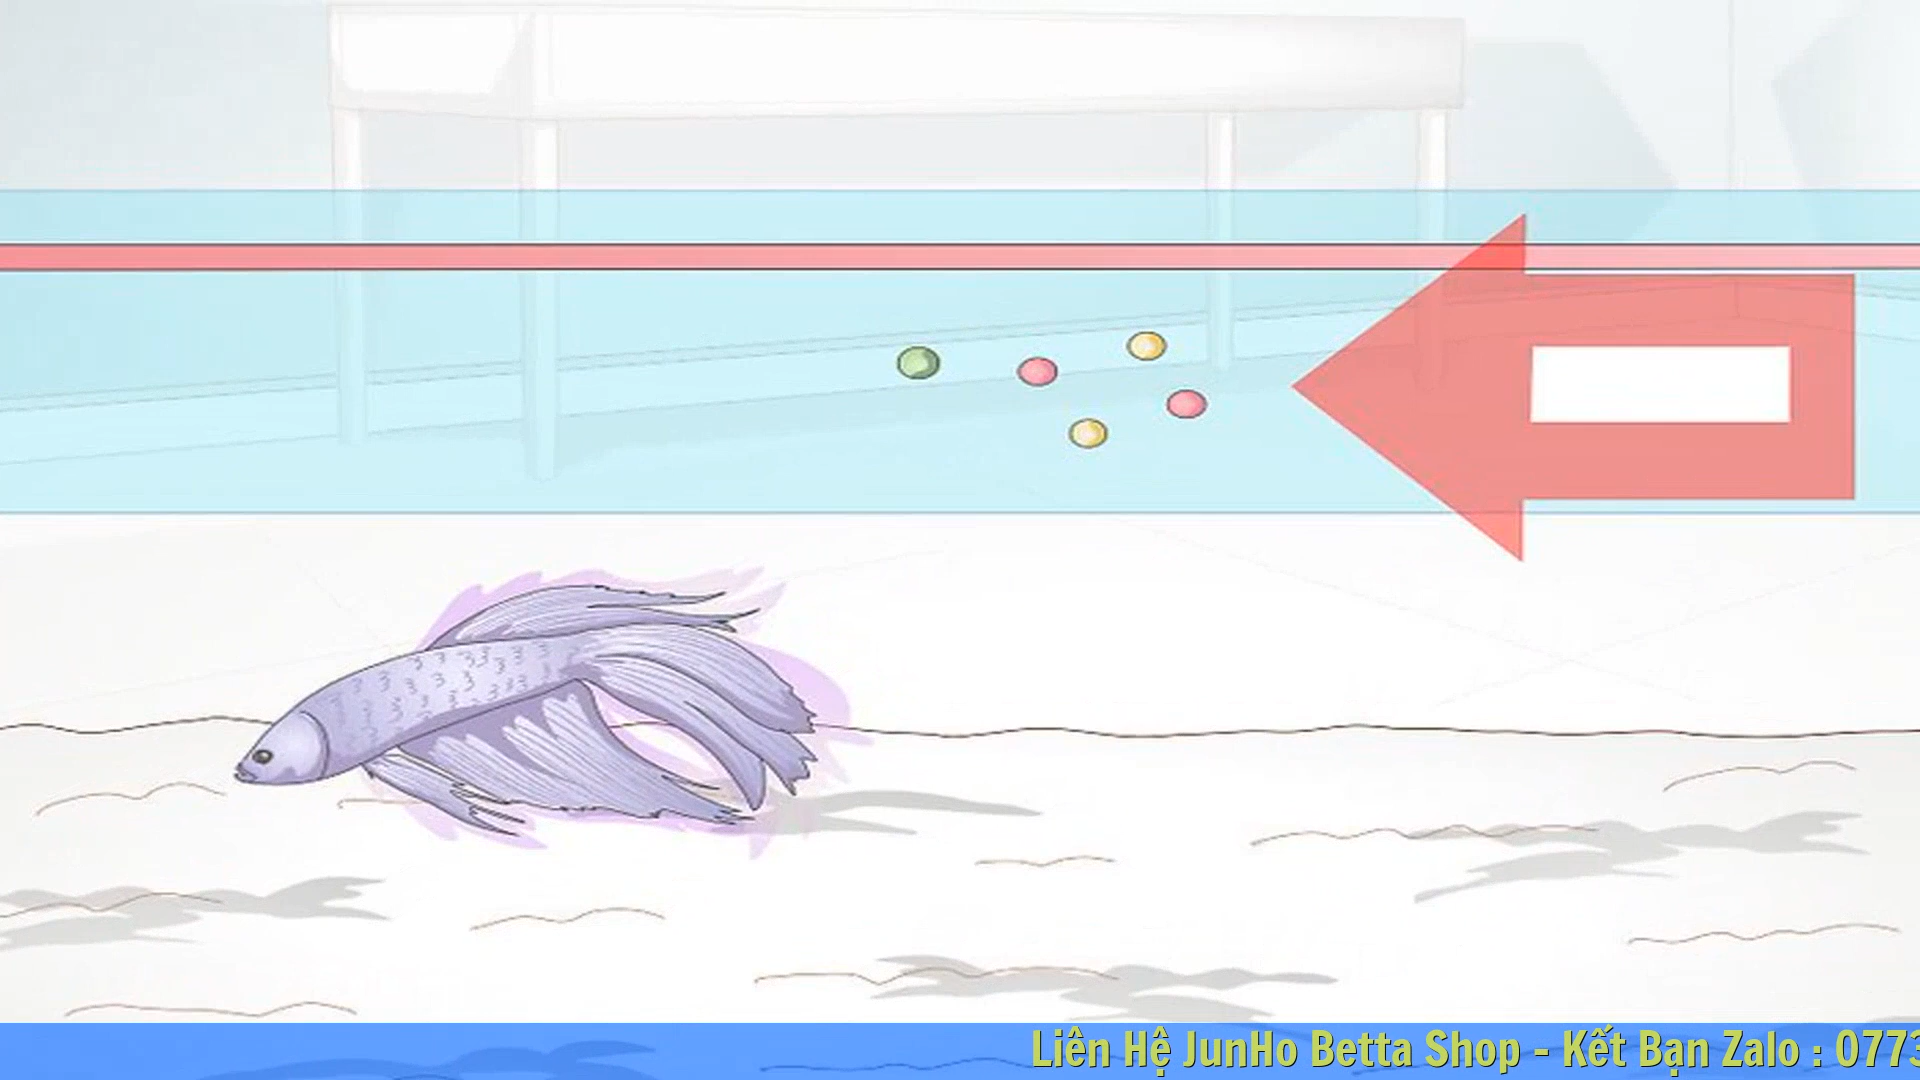 Liên Hệ JunHo Betta Shop - Kết Bạn Zalo : 0773